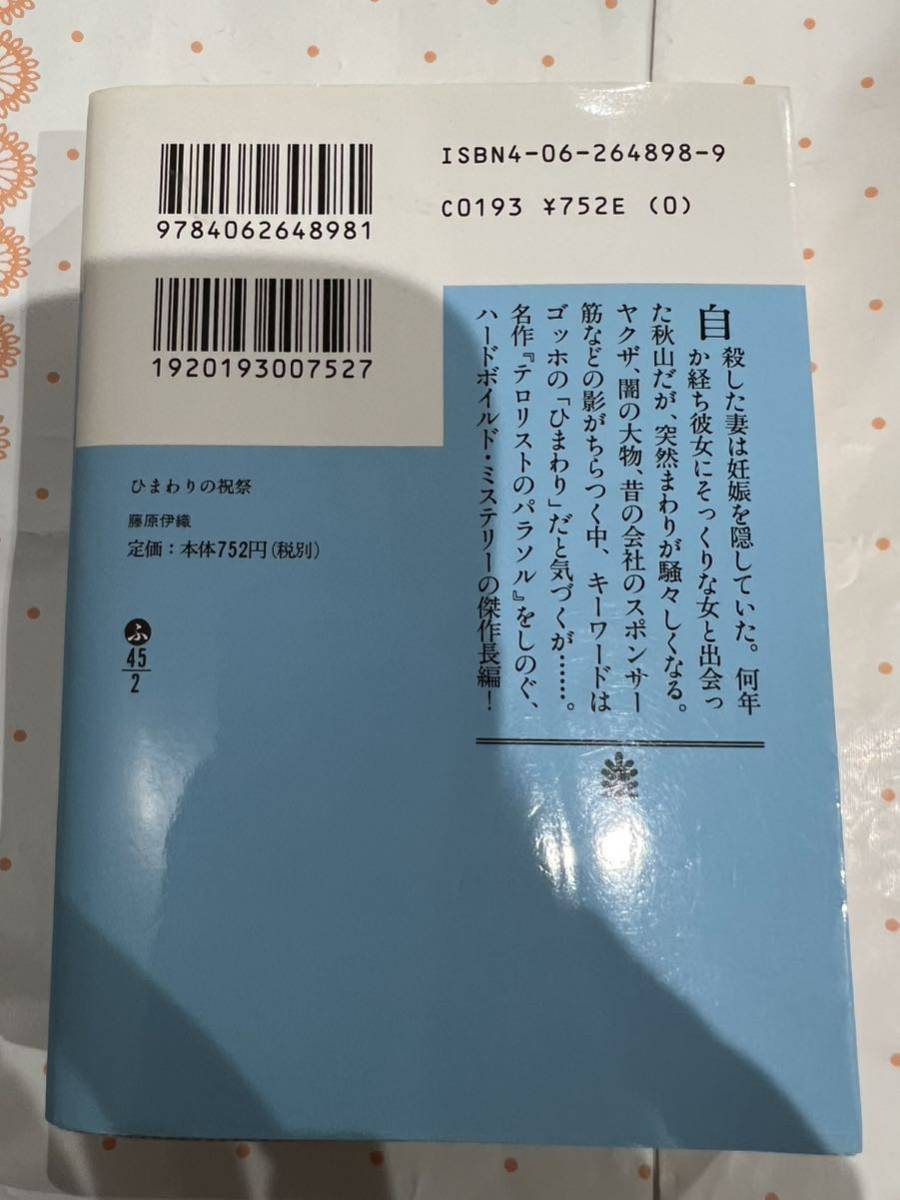 ISBN4-06-264898-9
C0193 ¥752E (0)
9784062648981
1920193007527
自殺した妻は妊娠を隠していた。何年
か経ち彼女にそっくりな女と出会っ
た秋山だが、突然まわりが騒々しくなる。
ヤクザ、闇の大物、昔の会社のスポンサー
筋などの影がちらつく中、キーワードは
ゴッホの「ひまわり」だと気づくが……。
名作『テロリストのパラソル』をしのぐ、
ハードボイルド・ミステリーの傑作長編！
ひまわりの祝祭
藤原伊織
定価：本体752円(税別)
ふ
45
2